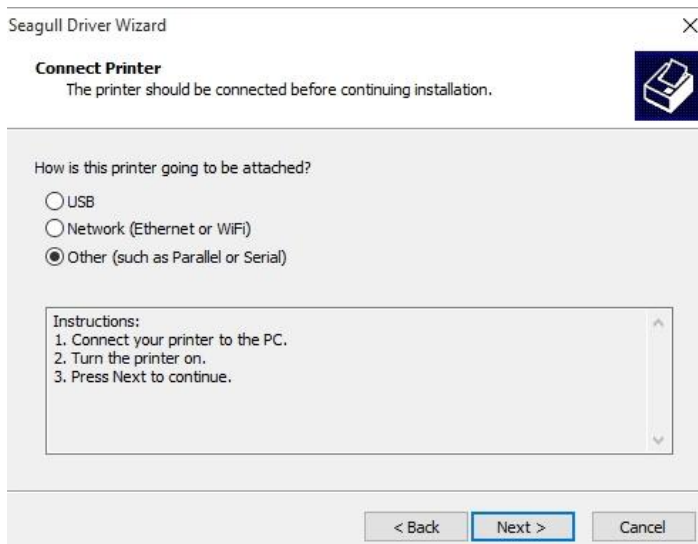 Seagull Driver Wizard
Connect Printer
The printer should be connected before continuing installation.
How is this printer going to be attached?
USB
Network (Ethernet or WiFi)
Other (such as Parallel or Serial)
Instructions:
1. Connect your printer to the PC.
2. Turn the printer on.
3. Press Next to continue.
< Back Next > Cancel